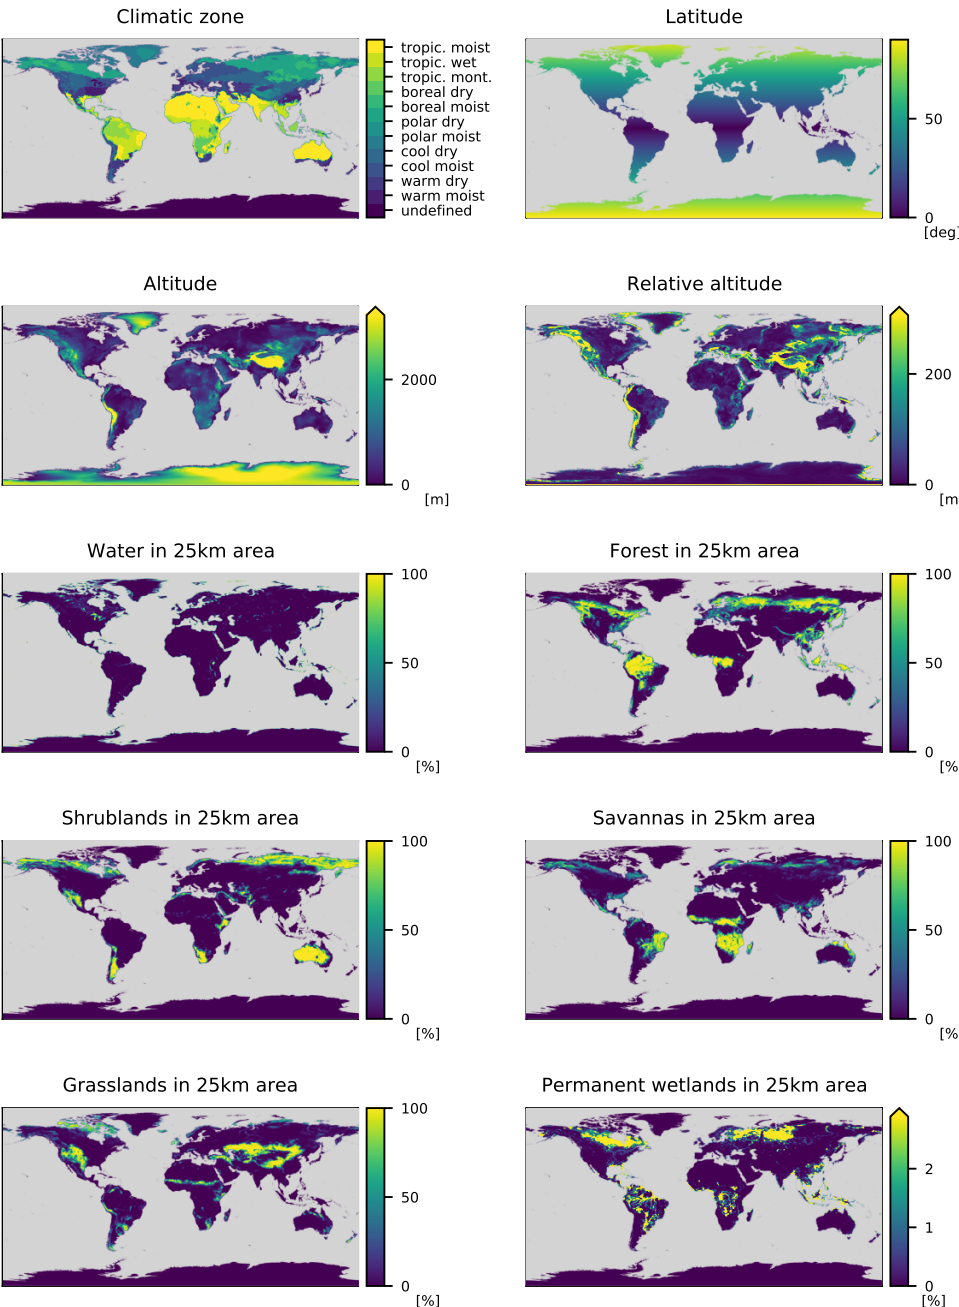 Climatic zone
tropic. moist
tropic. wet
tropic. mont.
boreal dry
boreal moist
polar dry
polar moist
cool dry
cool moist
warm dry
warm moist
undefined
Latitude
50
0
[deg]
Altitude
2000
0
[m]
Relative altitude
200
0
[m
Water in 25km area
100
50
0
[%]
Forest in 25km area
100
50
0
[%
Shrublands in 25km area
100
50
0
[%]
Savannas in 25km area
100
50
0
[%
Grasslands in 25km area
100
50
0
[%]
Permanent wetlands in 25km area
2
1
0
[%]